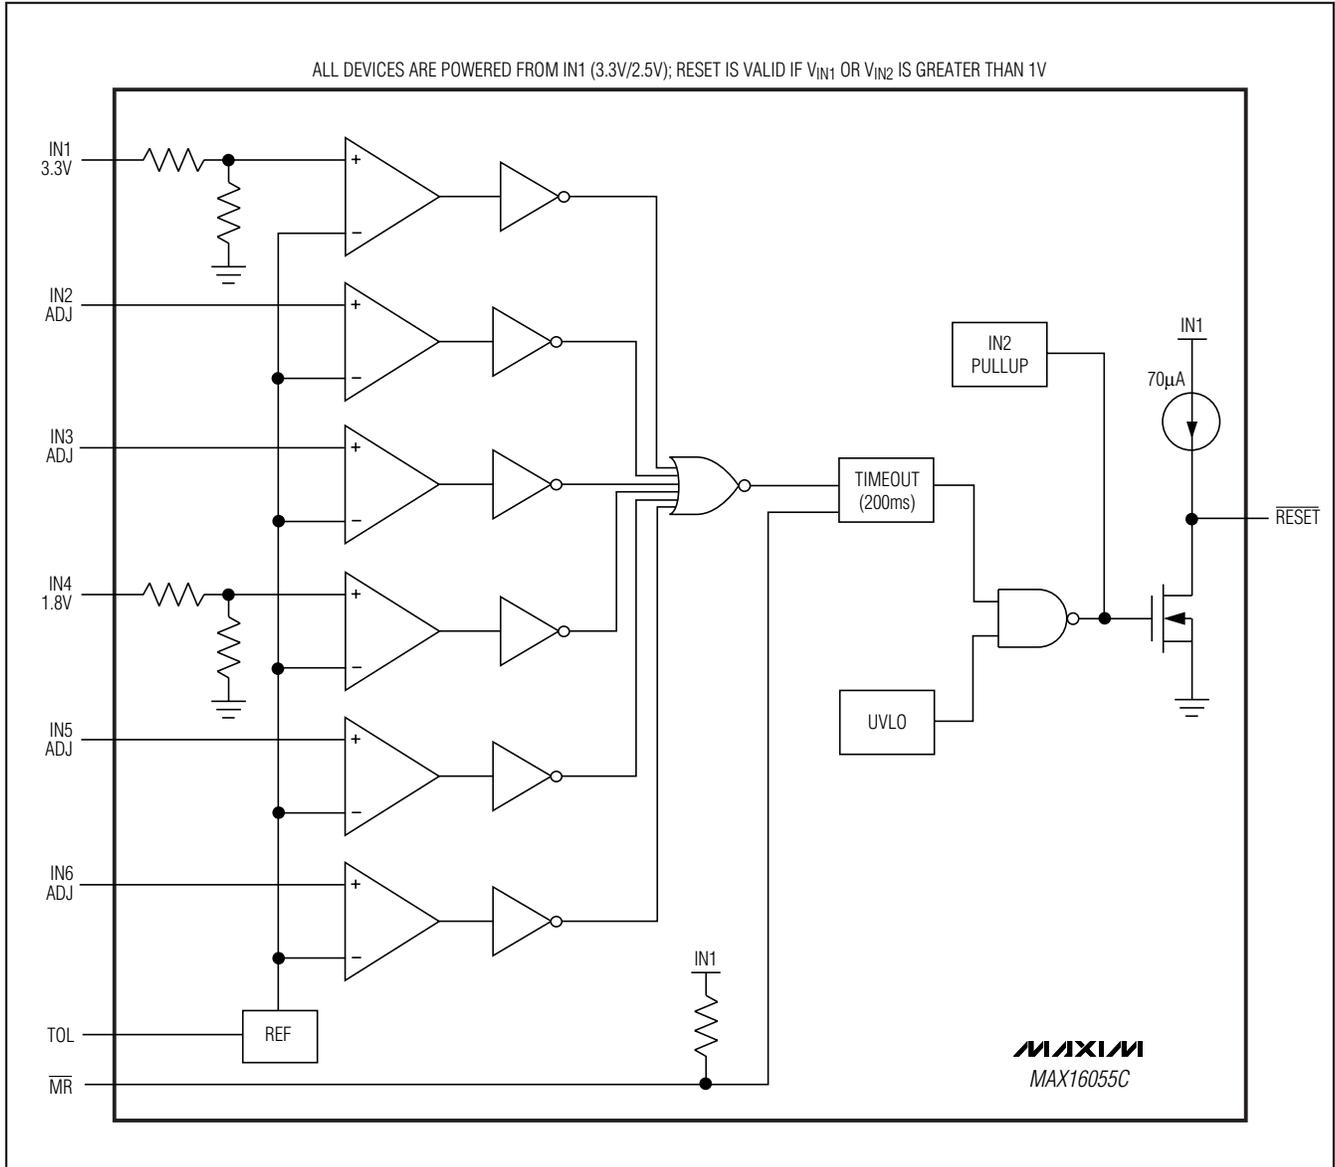 ALL DEVICES ARE POWERED FROM IN1 (3.3V/2.5V); RESET IS VALID IF VIN1 OR VIN2 IS GREATER THAN 1V
IN1
3.3V
+
−
IN2
ADJ
+
−
IN3
ADJ
+
−
IN4
1.8V
+
−
IN5
ADJ
+
−
IN6
ADJ
+
−
TOL
REF
MR
IN1
TIMEOUT
(200ms)
UVLO
IN2
PULLUP
IN1
70µA
RESET
MAXIM
MAX16055C